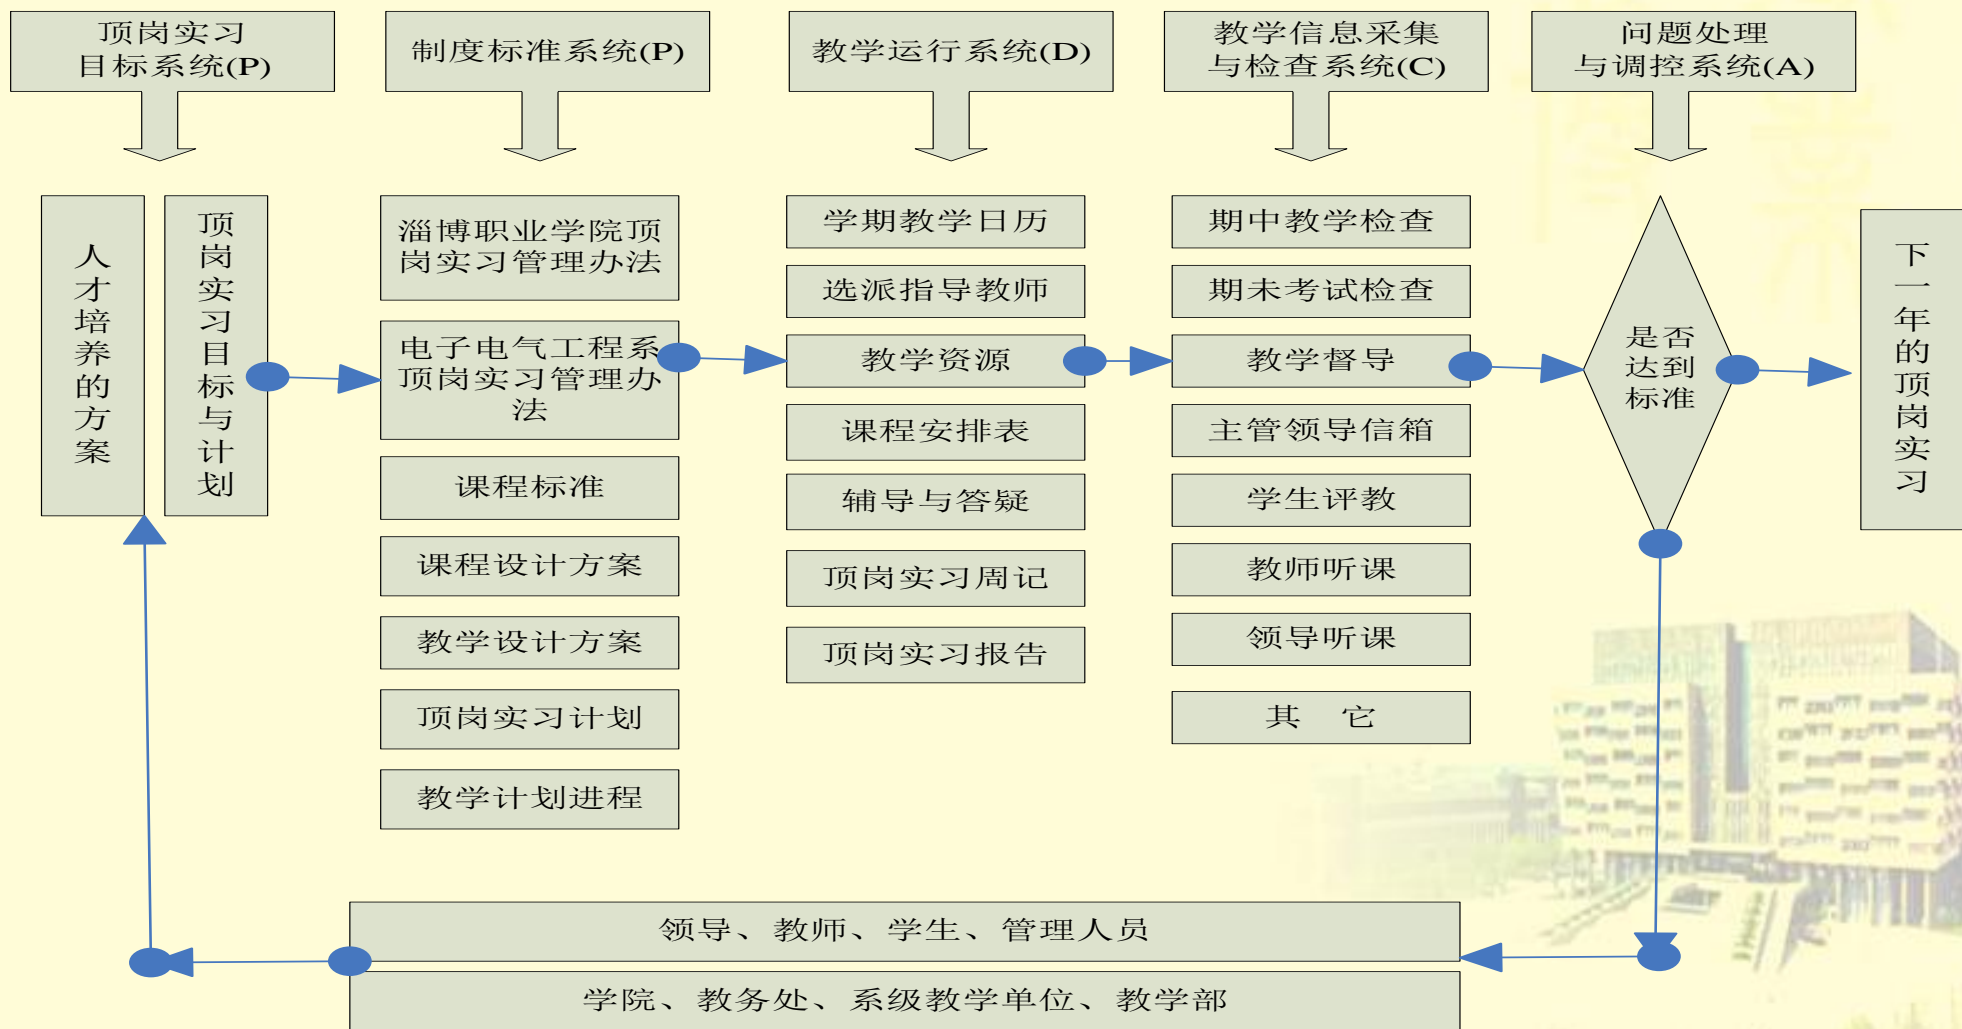 顶岗实习
目标系统(P)
制度标准系统(P)
教学运行系统(D)
教学信息采集
与检查系统(C)
问题处理
与调控系统(A)
人才培养的方案
顶岗实习目标与计划
淄博职业学院顶
岗实习管理办法
电子电气工程系
顶岗实习管理办
法
课程标准
课程设计方案
教学设计方案
顶岗实习计划
教学计划进程
学期教学日历
选派指导教师
教学资源
课程安排表
辅导与答疑
顶岗实习周记
顶岗实习报告
期中教学检查
期未考试检查
教学督导
主管领导信箱
学生评教
教师听课
领导听课
其 它
是否
达到
标准
下一年的顶岗实习
领导、教师、学生、管理人员
学院、教务处、系级教学单位、教学部